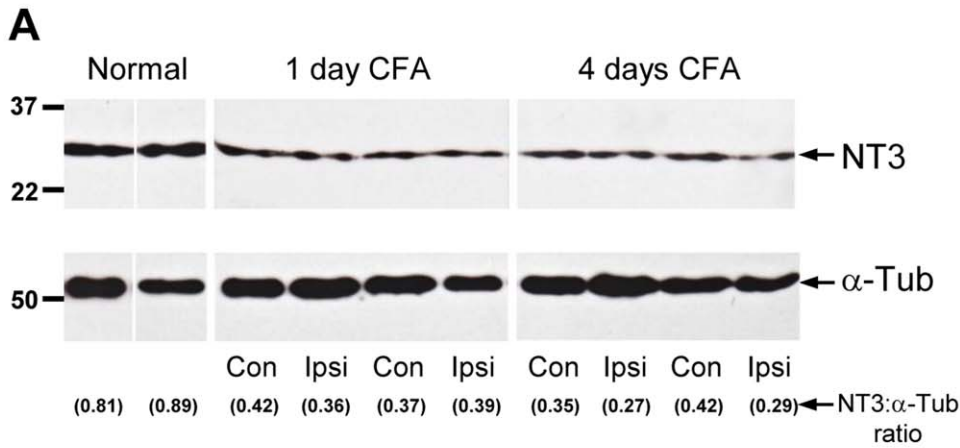 A
Normal 1 day CFA 4 days CFA
37
NT3
22
α-Tub
50
Con Ipsi Con Ipsi Con Ipsi Con Ipsi
(0.81) (0.89) (0.42) (0.36) (0.37) (0.39) (0.35) (0.27) (0.42) (0.29) NT3:α-Tub
ratio